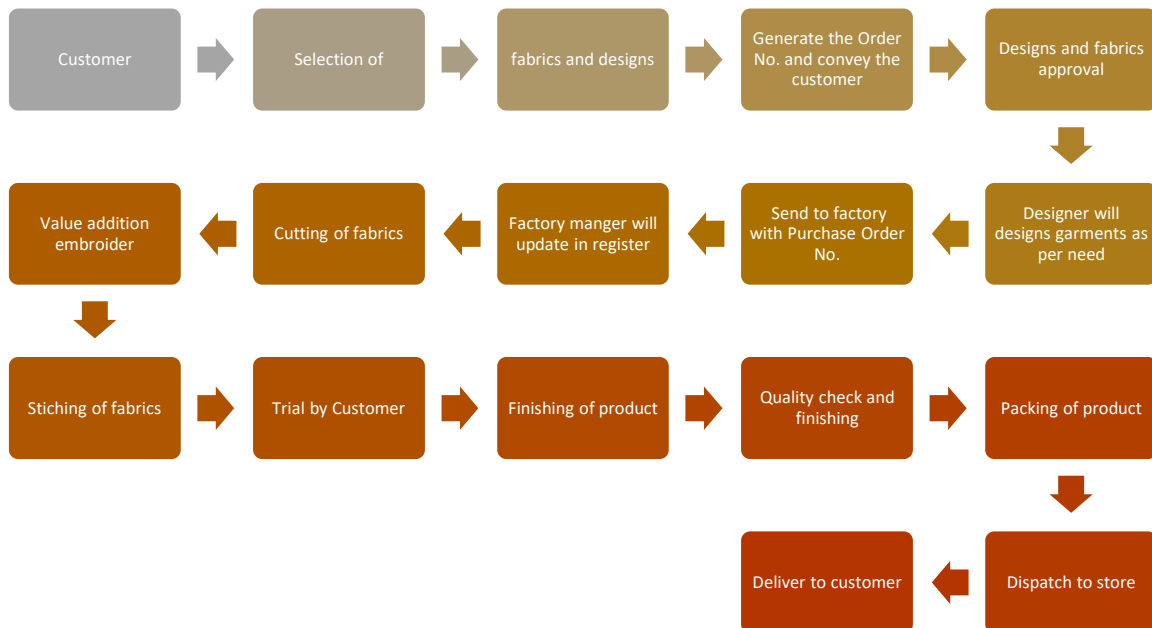 Customer
Selection of
fabrics and designs
Generate the Order
No. and convey the
customer
Designs and fabrics
approval
Designer will
designs garments as
per need
Send to factory
with Purchase Order
No.
Factory manger will
update in register
Cutting of fabrics
Value addition
embroider
Stiching of fabrics
Trial by Customer
Finishing of product
Quality check and
finishing
Packing of product
Dispatch to store
Deliver to customer